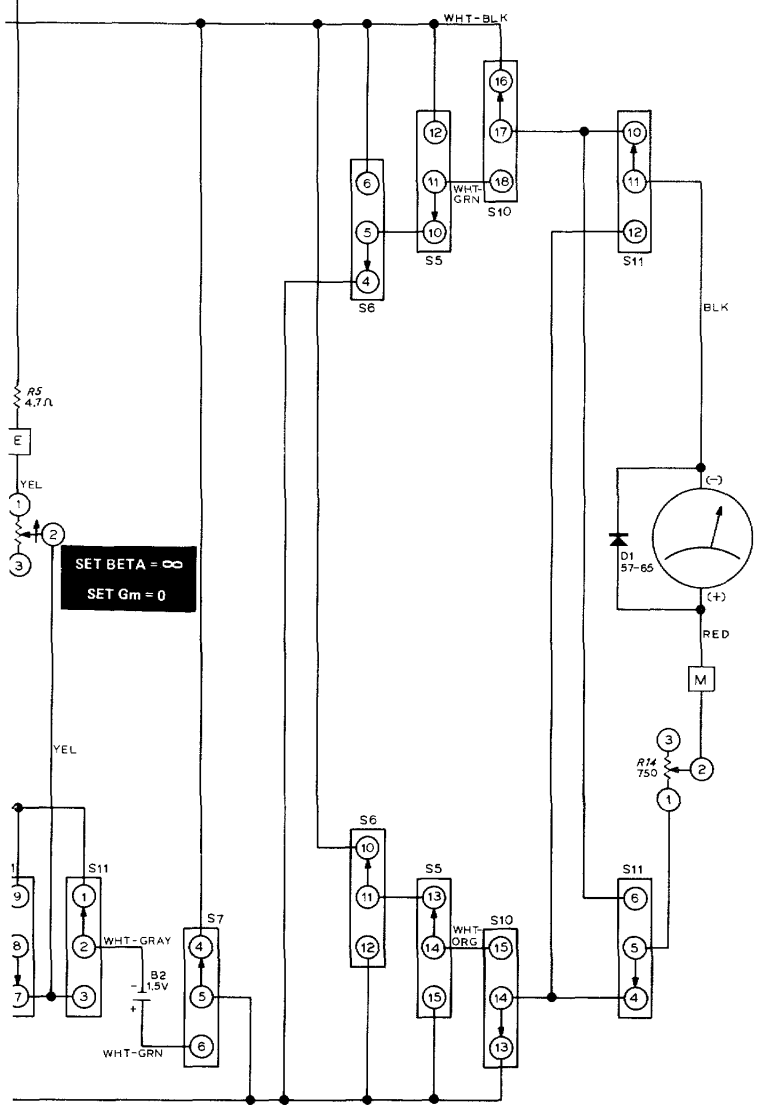 WHT-BLK
16
12
17
10
6
11
WHT-
GRN
18
S10
11
5
10
S5
12
S11
4
S6
BLK
R5
4.7Ω
E
YEL
1
2
3
(−)
SET BETA = ∞
SET Gm = 0
D1
57-65
(+)
RED
M
YEL
3
R14
750
2
1
S6
10
S11
S5
S11
9
1
S7
11
13
WHT-
ORG
S10
6
8
2
WHT-GRAY
4
12
14
15
5
B2
1.5V
−
+
7
3
5
15
14
4
WHT-GRN
6
13